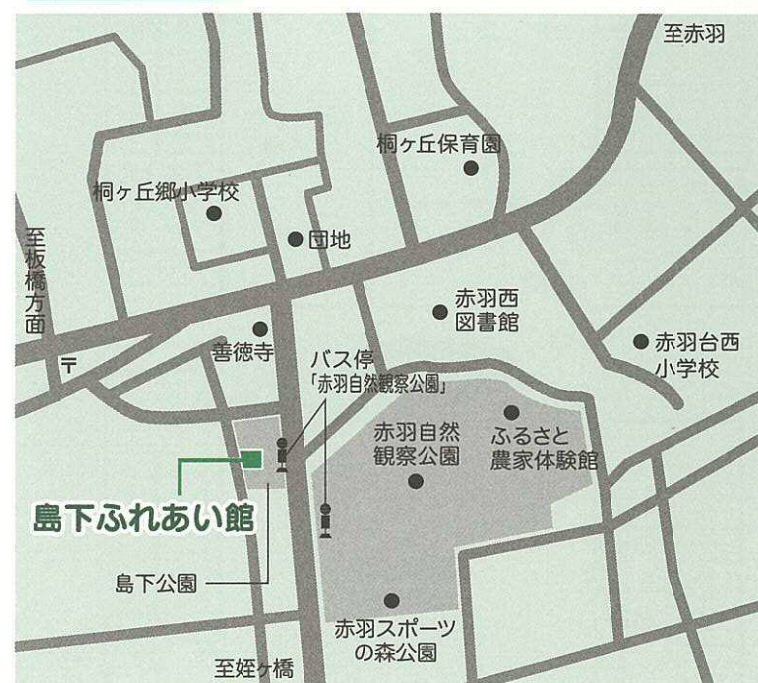 至赤羽
桐ヶ丘保育園
桐ヶ丘郷小学校
団地
至板橋方面
赤羽西
図書館
赤羽台西
小学校
善徳寺
〒
バス停
「赤羽自然観察公園」
赤羽自然
観察公園
ふるさと
農家体験館
島下ふれあい館
島下公園
赤羽スポーツ
の森公園
至姪ヶ橋